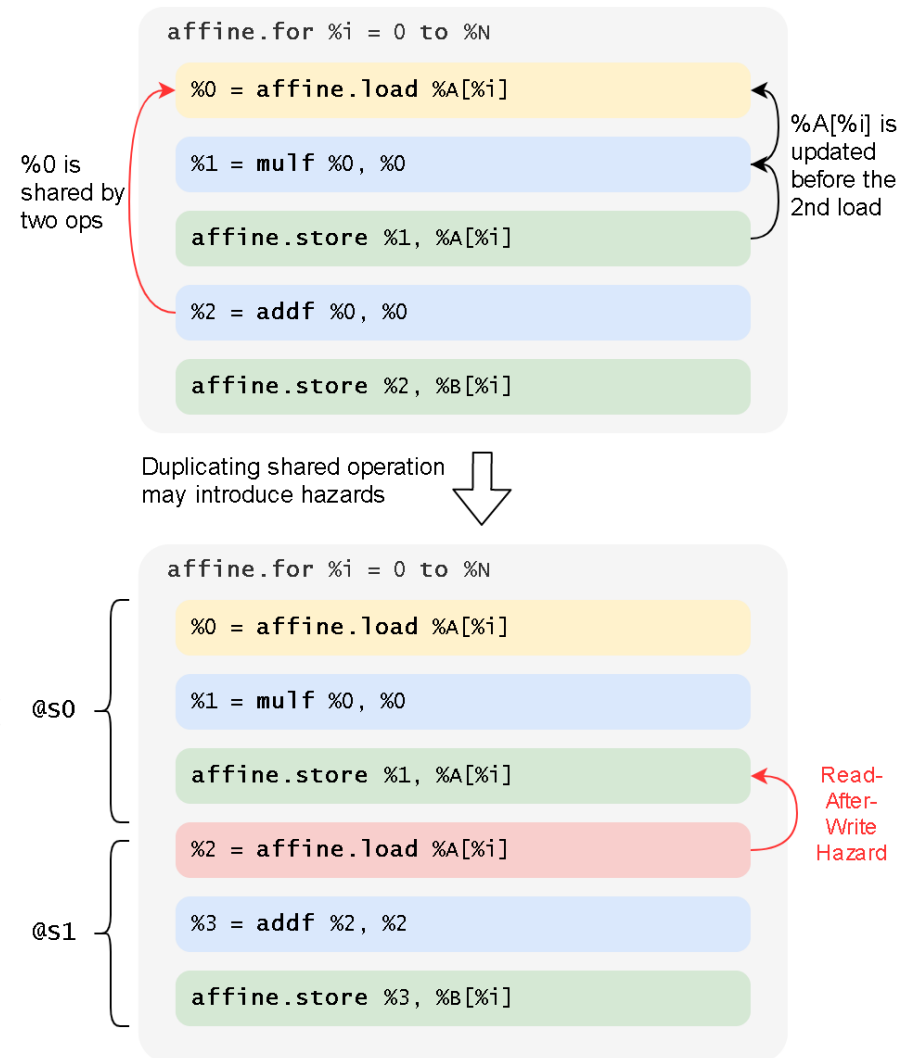 affine.for %i = 0 to %N
%0 = affine.load %A[%i]
%1 = mulf %0, %0
affine.store %1, %A[%i]
%2 = addf %0, %0
affine.store %2, %B[%i]
%0 is
shared by
two ops
%A[%i] is
updated
before the
2nd load
Duplicating shared operation
may introduce hazards
affine.for %i = 0 to %N
@s0
%0 = affine.load %A[%i]
%1 = mulf %0, %0
affine.store %1, %A[%i]
@s1
%2 = affine.load %A[%i]
%3 = addf %2, %2
affine.store %3, %B[%i]
Read-
After-
Write
Hazard